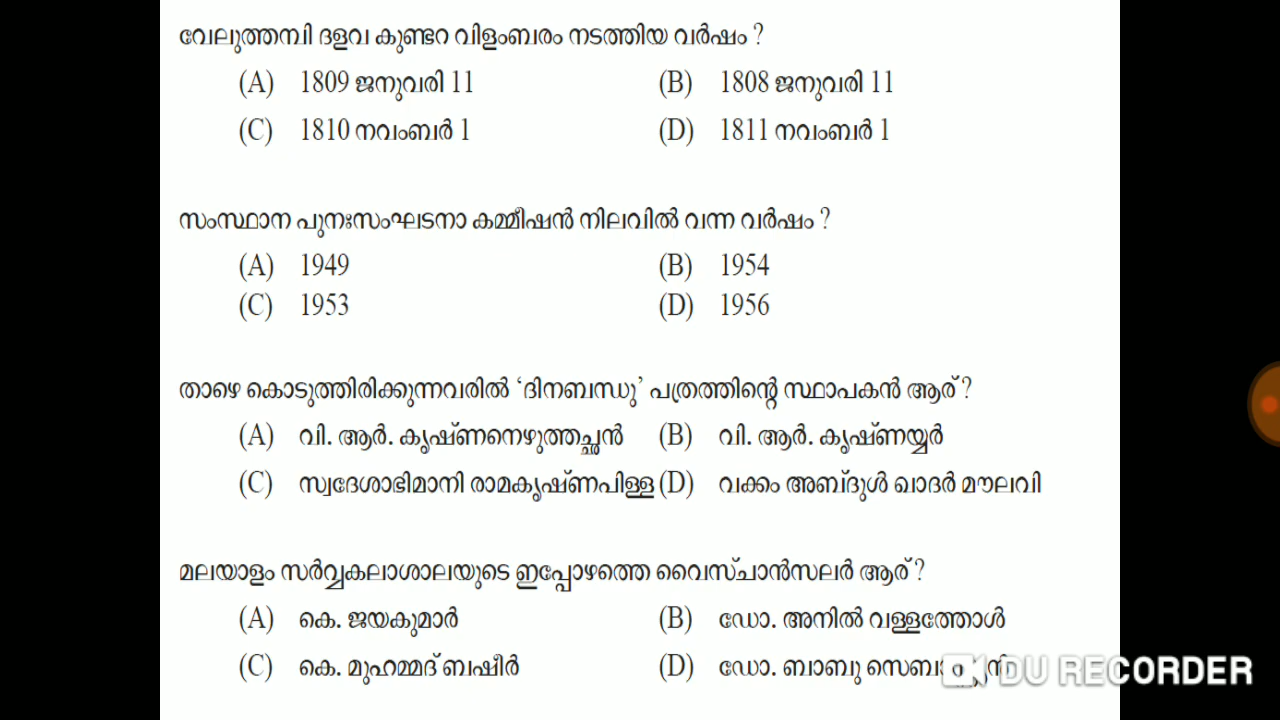 വേലുത്തമ്പി ദളവ കുണ്ടറ വിളംബരം നടത്തിയ വർഷം ?
(A) 1809 ജനുവരി 11 (B) 1808 ജനുവരി 11
(C) 1810 നവംബർ 1 (D) 1811 നവംബർ 1
സംസ്ഥാന പുനഃസംഘടനാ കമ്മീഷൻ നിലവിൽ വന്ന വർഷം ?
(A) 1949 (B) 1954
(C) 1953 (D) 1956
താഴെ കൊടുത്തിരിക്കുന്നവരിൽ ‘ദിനബന്ധു’ പത്രത്തിന്റെ സ്ഥാപകൻ ആര് ?
(A) വി. ആർ. കൃഷ്ണനെഴുത്തച്ഛൻ (B) വി. ആർ. കൃഷ്ണയ്യർ
(C) സ്വദേശാഭിമാനി രാമകൃഷ്ണപിള്ള (D) വക്കം അബ്ദുൾ ഖാദർ മൗലവി
മലയാളം സർവ്വകലാശാലയുടെ ഇപ്പോഴത്തെ വൈസ്ചാൻസലർ ആര് ?
(A) കെ. ജയകുമാർ (B) ഡോ. അനിൽ വള്ളത്തോൾ
(C) കെ. മുഹമ്മദ് ബഷീർ (D) ഡോ. ബാബു
DU RECORDER